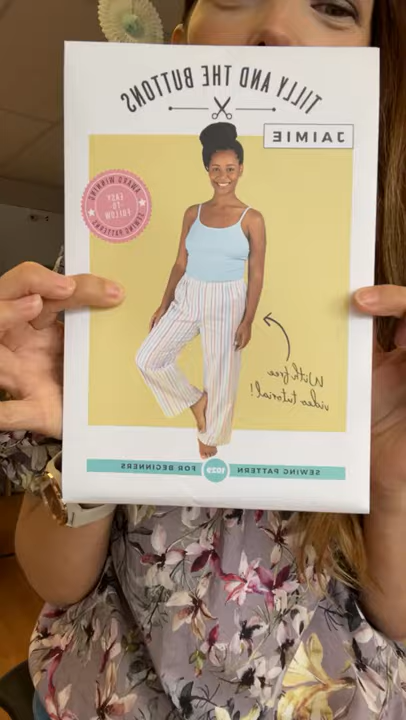 TILLY AND THE BUTTONS
JAIMIE
AWARD WINNING
EASY
-TO-
FOLLOW
SEWING PATTERNS
With free
video tutorial!
SEWING PATTERN 1029 FOR BEGINNERS